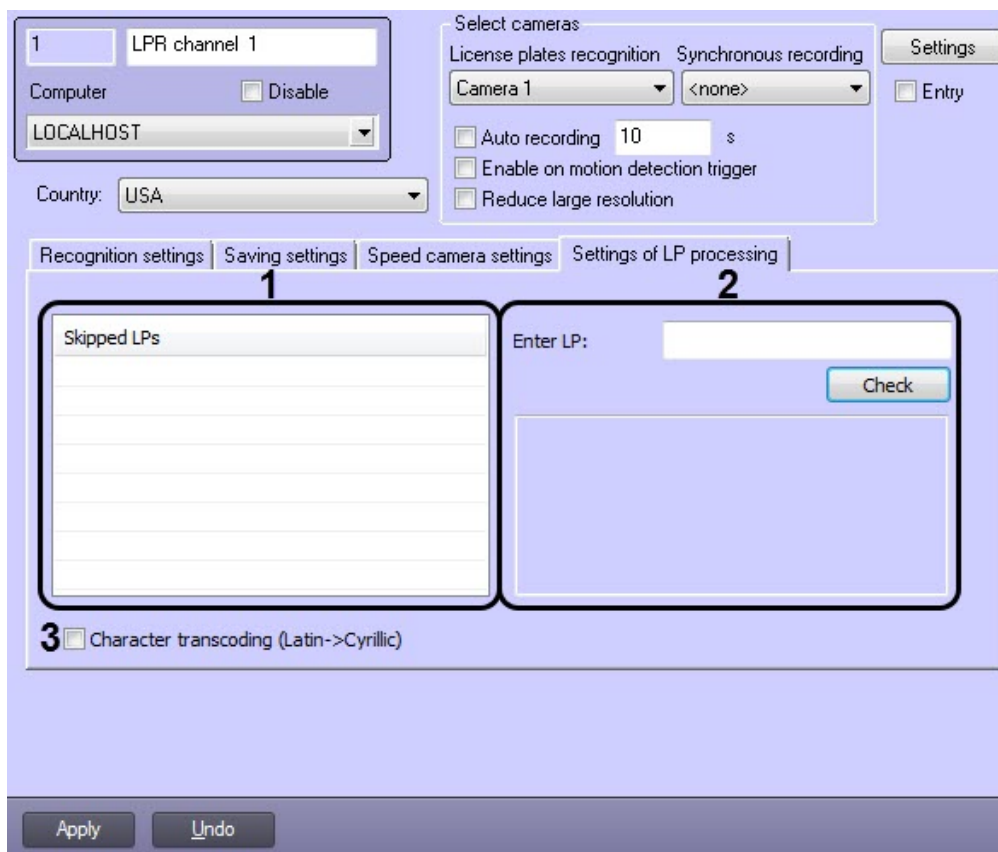 1
LPR channel 1
Computer
Disable
LOCALHOST
Country:
USA
Select cameras
License plates recognition
Synchronous recording
Camera 1
<none>
Auto recording
10
s
Enable on motion detection trigger
Reduce large resolution
Settings
Entry
Recognition settings
Saving settings
Speed camera settings
Settings of LP processing
1
Skipped LPs
2
Enter LP:
Check
3
Character transcoding (Latin->Cyrillic)
Apply
Undo